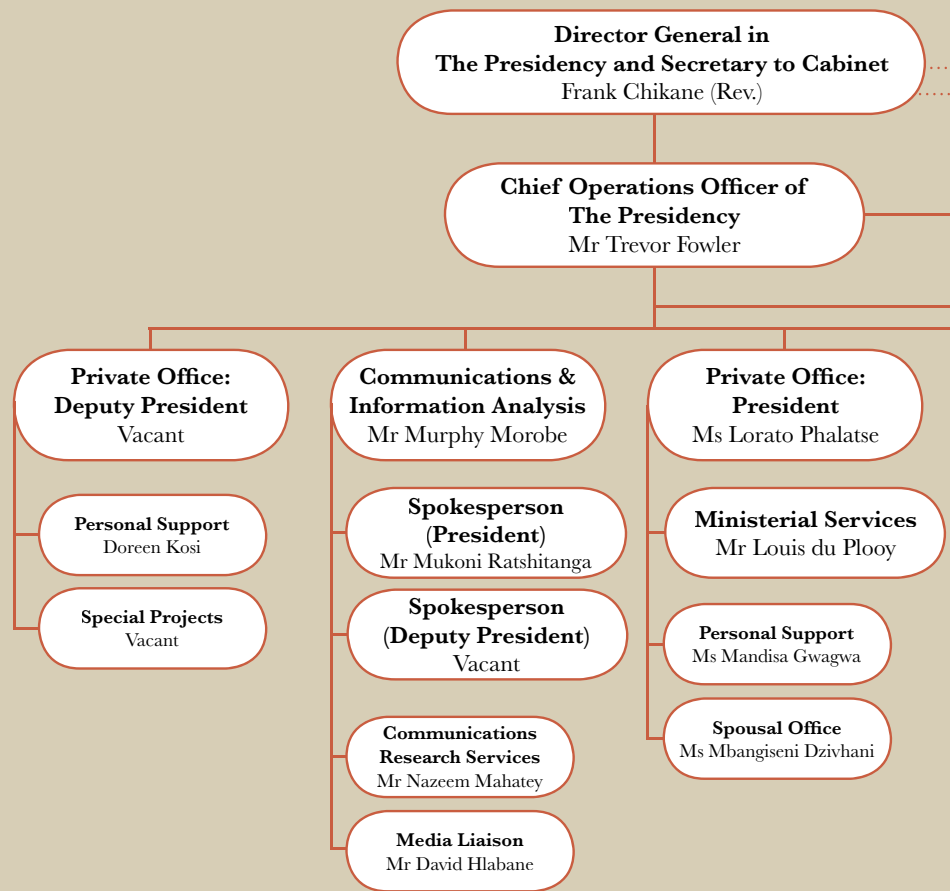 Director General in
The Presidency and Secretary to Cabinet
Frank Chikane (Rev.)
Chief Operations Officer of
The Presidency
Mr Trevor Fowler
Private Office:
Deputy President
Vacant
Personal Support
Doreen Kosi
Special Projects
Vacant
Communications &
Information Analysis
Mr Murphy Morobe
Spokesperson
(President)
Mr Mukoni Ratshitanga
Spokesperson
(Deputy President)
Vacant
Communications
Research Services
Mr Nazeem Mahatey
Media Liaison
Mr David Hlabane
Private Office:
President
Ms Lorato Phalatse
Ministerial Services
Mr Louis du Plooy
Personal Support
Ms Mandisa Gwagwa
Spousal Office
Ms Mbangiseni Dzivhani